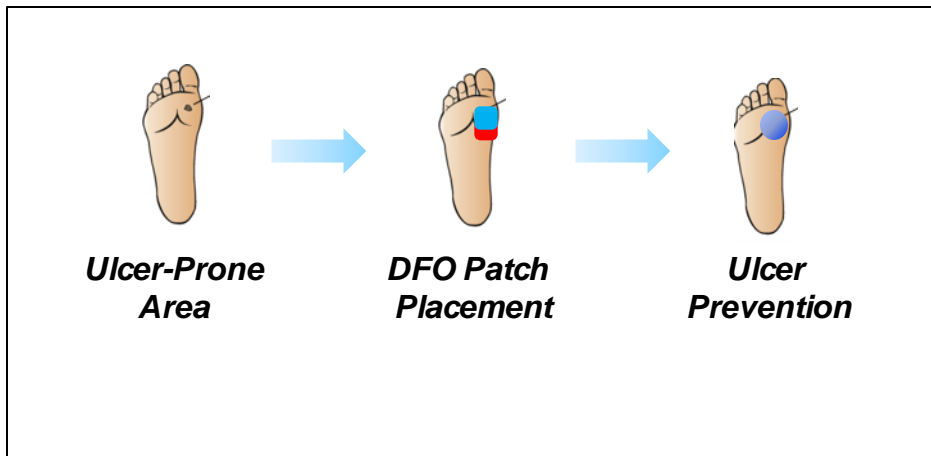 Ulcer-Prone
Area
DFO Patch
Placement
Ulcer
Prevention